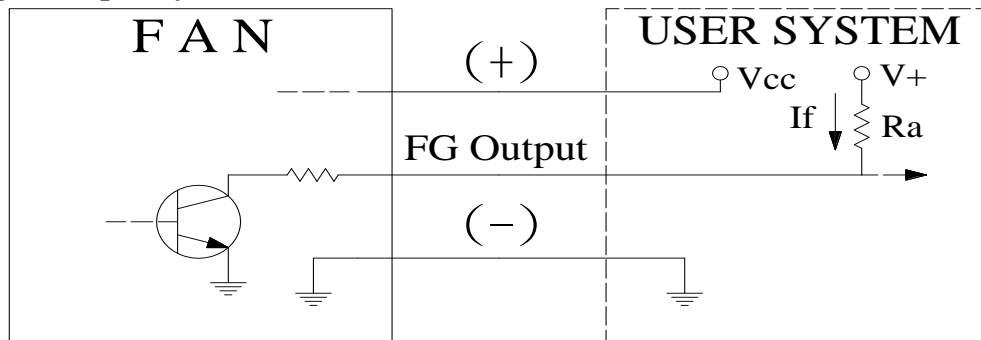 F A N
USER SYSTEM
(+)
Vcc
V+
If
Ra
FG Output
(−)